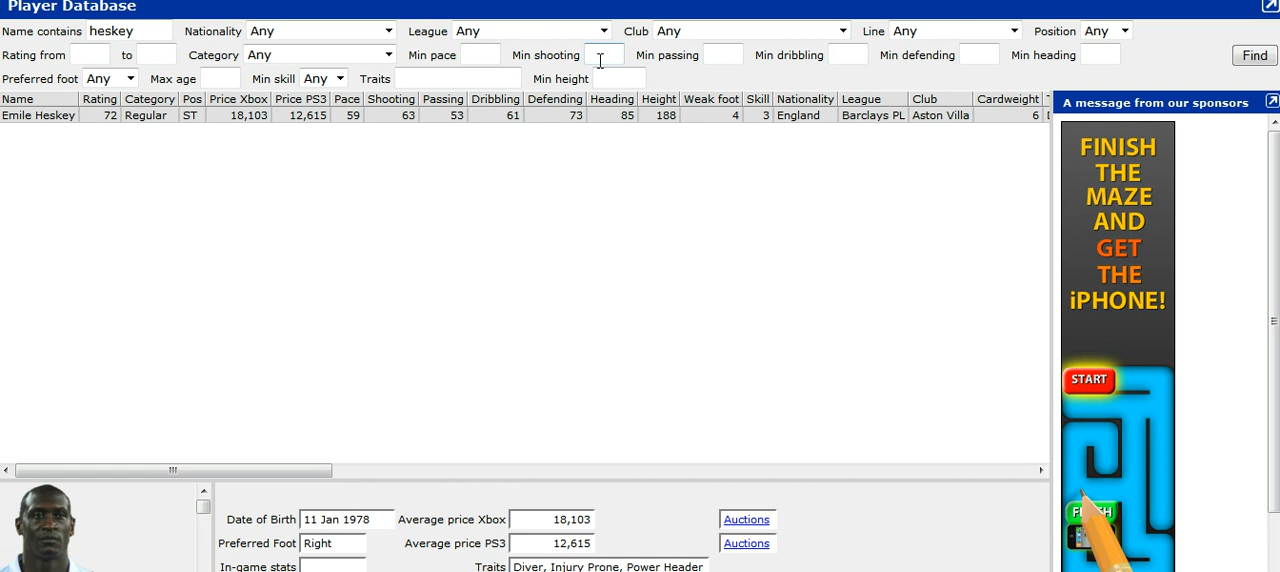 Player Database
Name contains heskey Nationality Any League Any Club Any Line Any Position Any
Rating from to Category Any Min pace Min shooting Min passing Min dribbling Min defending Min heading Find
Preferred foot Any Max age Min skill Any Traits Min height
Name Rating Category Pos Price Xbox Price PS3 Pace Shooting Passing Dribbling Defending Heading Height Weak foot Skill Nationality League Club Cardweight
Emile Heskey 72 Regular ST 18,103 12,615 59 63 53 61 73 85 188 4 3 England Barclays PL Aston Villa 6
A message from our sponsors
FINISH
THE
MAZE
AND
GET
THE
iPHONE!
START
Date of Birth 11 Jan 1978 Average price Xbox 18,103 Auctions
Preferred Foot Right Average price PS3 12,615 Auctions
In-game stats Traits Diver, Injury Prone, Power Header